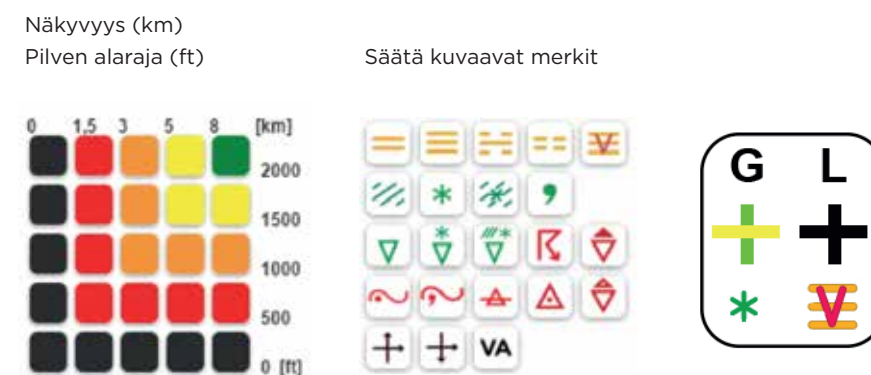 Näkyvyys (km)
Pilven alaraja (ft)
Säätä kuvaavat merkit
0 1,5 3 5 8 [km]
2000
1500
1000
500
0 [ft]
VA
G L
V